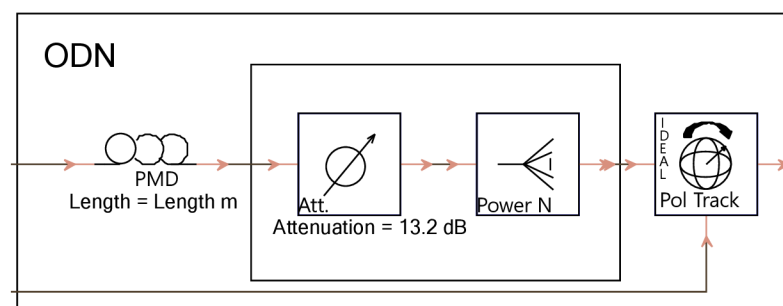 ODN
PMD
Length = Length m
Att.
Attenuation = 13.2 dB
Power N
IDEAL
Pol Track